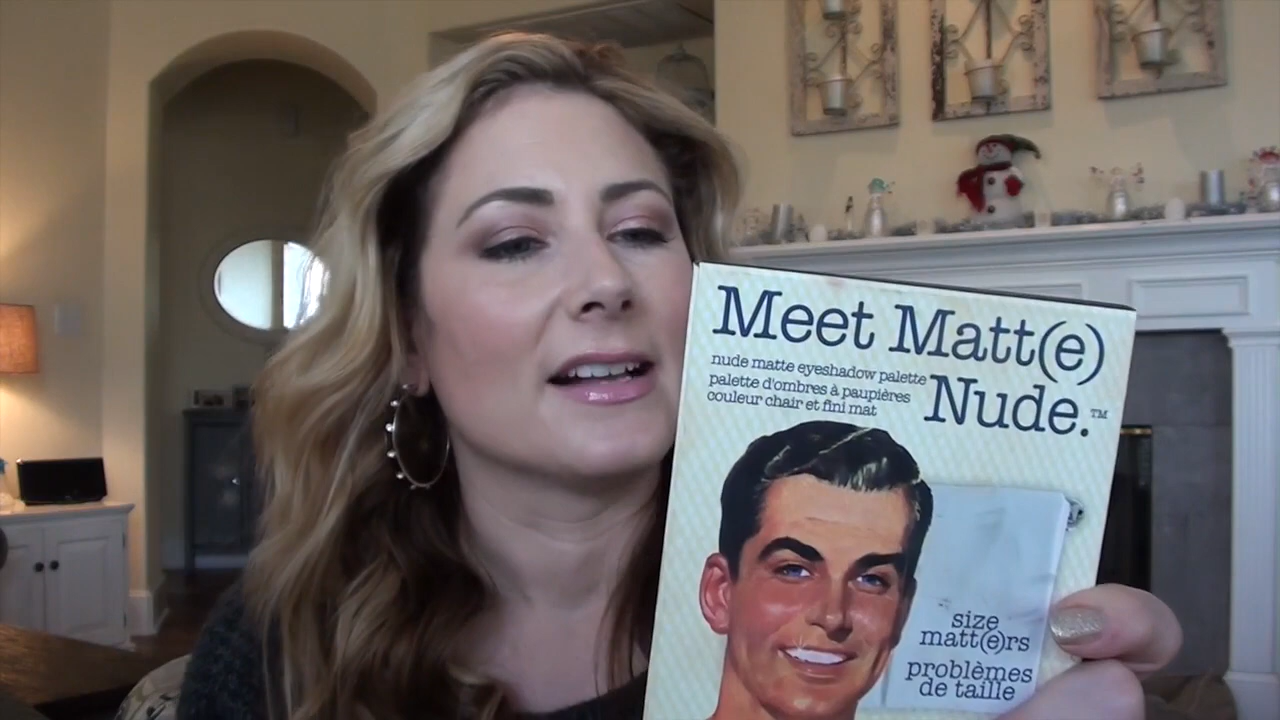 Meet Matt(e)
Nude.™
nude matte eyeshadow palette
palette d'ombres à paupières
couleur chair et fini mat
size
matt(e)rs
problèmes
de taille